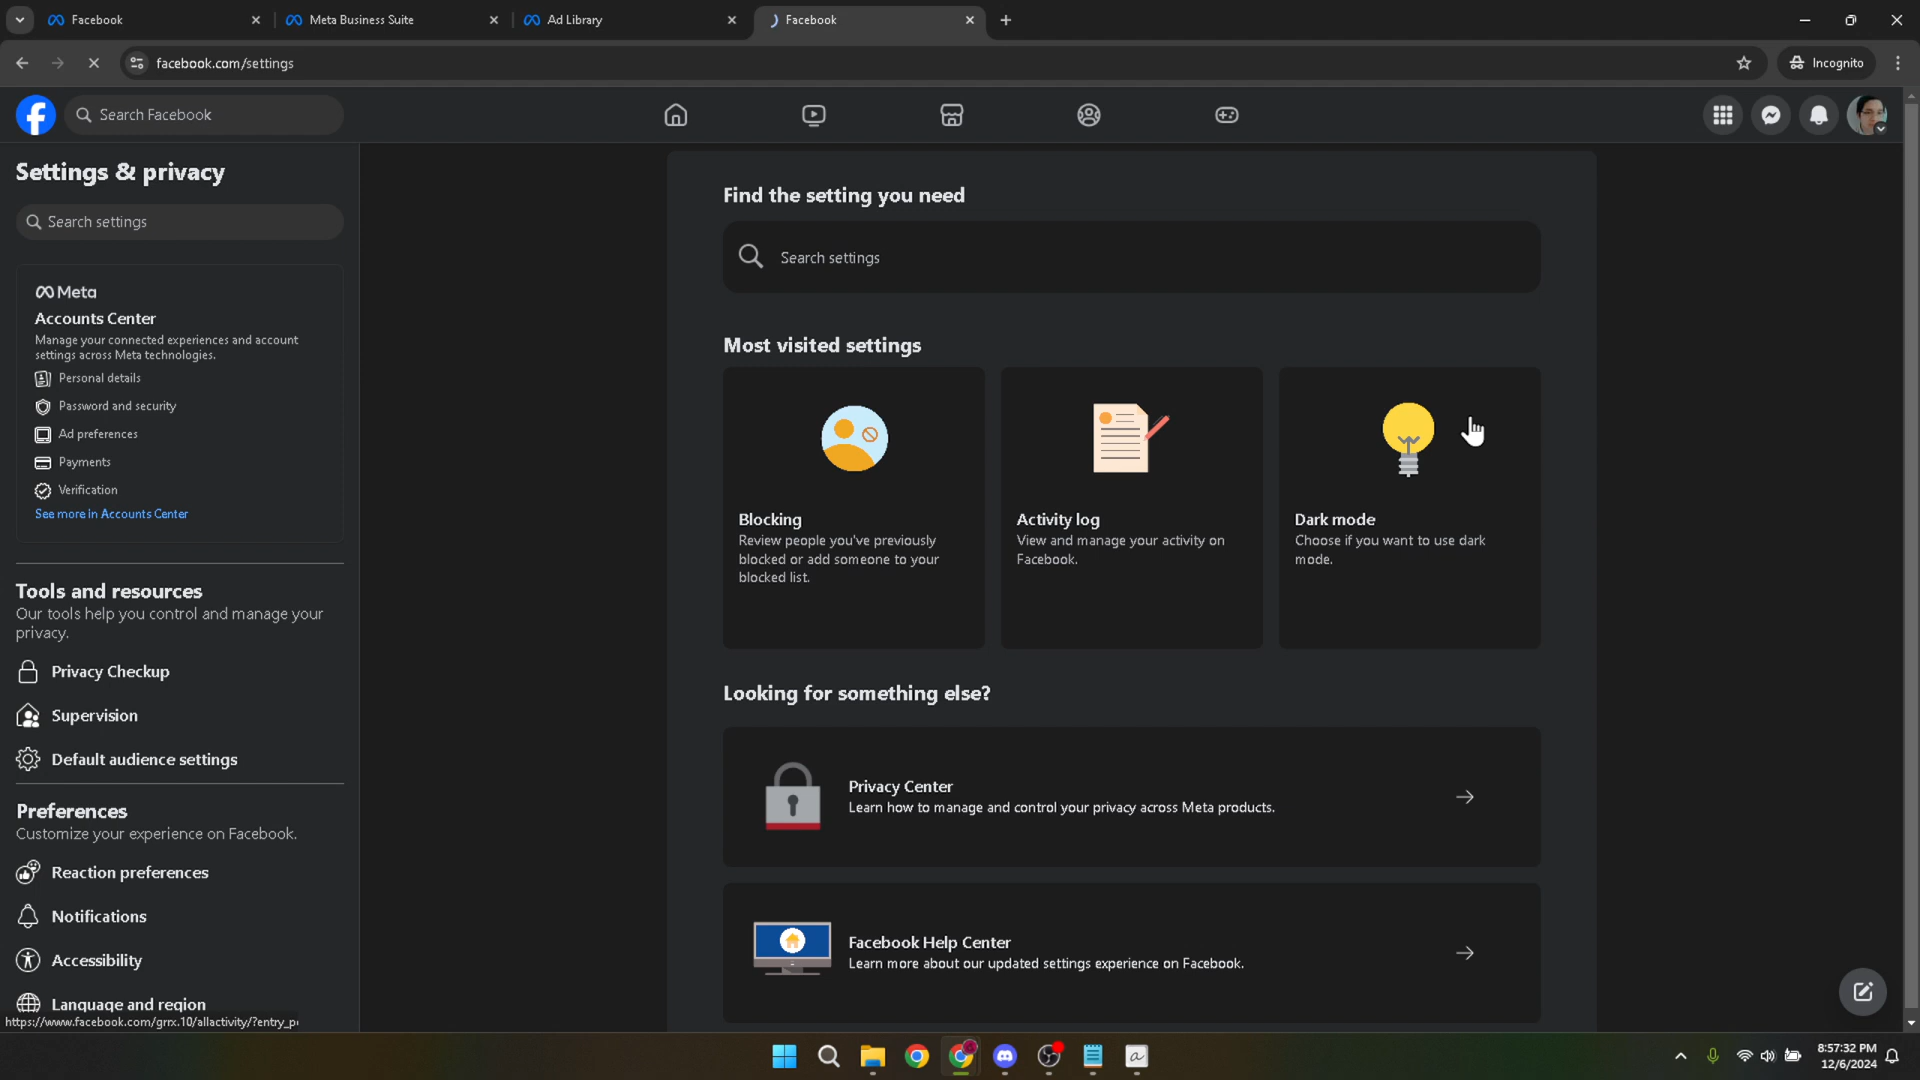 Facebook
Meta Business Suite
Ad Library
Facebook
facebook.com/settings
Incognito
Search Facebook
Settings & privacy
Search settings
Meta
Accounts Center
Manage your connected experiences and account
settings across Meta technologies.
Personal details
Password and security
Ad preferences
Payments
Verification
See more in Accounts Center
Tools and resources
Our tools help you control and manage your
privacy.
Privacy Checkup
Supervision
Default audience settings
Preferences
Customize your experience on Facebook.
Reaction preferences
Notifications
Accessibility
Language and region
https://www.facebook.com/grrx.10/allactivity/?entry_p
Find the setting you need
Search settings
Most visited settings
Blocking
Review people you've previously
blocked or add someone to your
blocked list.
Activity log
View and manage your activity on
Facebook.
Dark mode
Choose if you want to use dark
mode.
Looking for something else?
Privacy Center
Learn how to manage and control your privacy across Meta products.
Facebook Help Center
Learn more about our updated settings experience on Facebook.
8:57:32 PM
12/6/2024